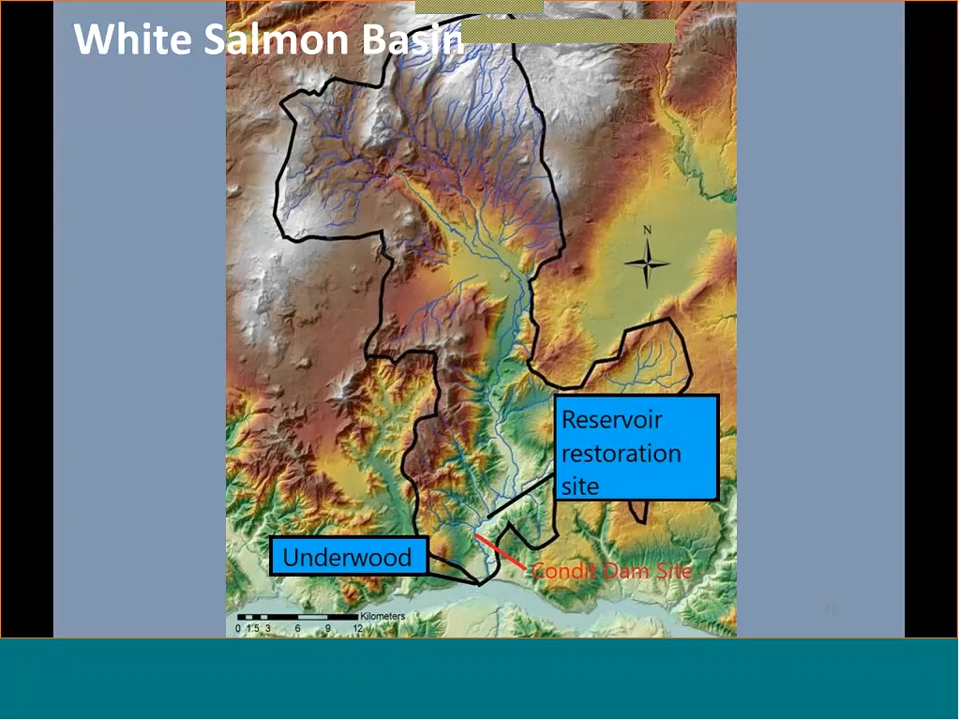 White Salmon Basin
N
Reservoir
restoration
site
Underwood
Condit Dam Site
Kilometers
0 1.5 3 6 9 12